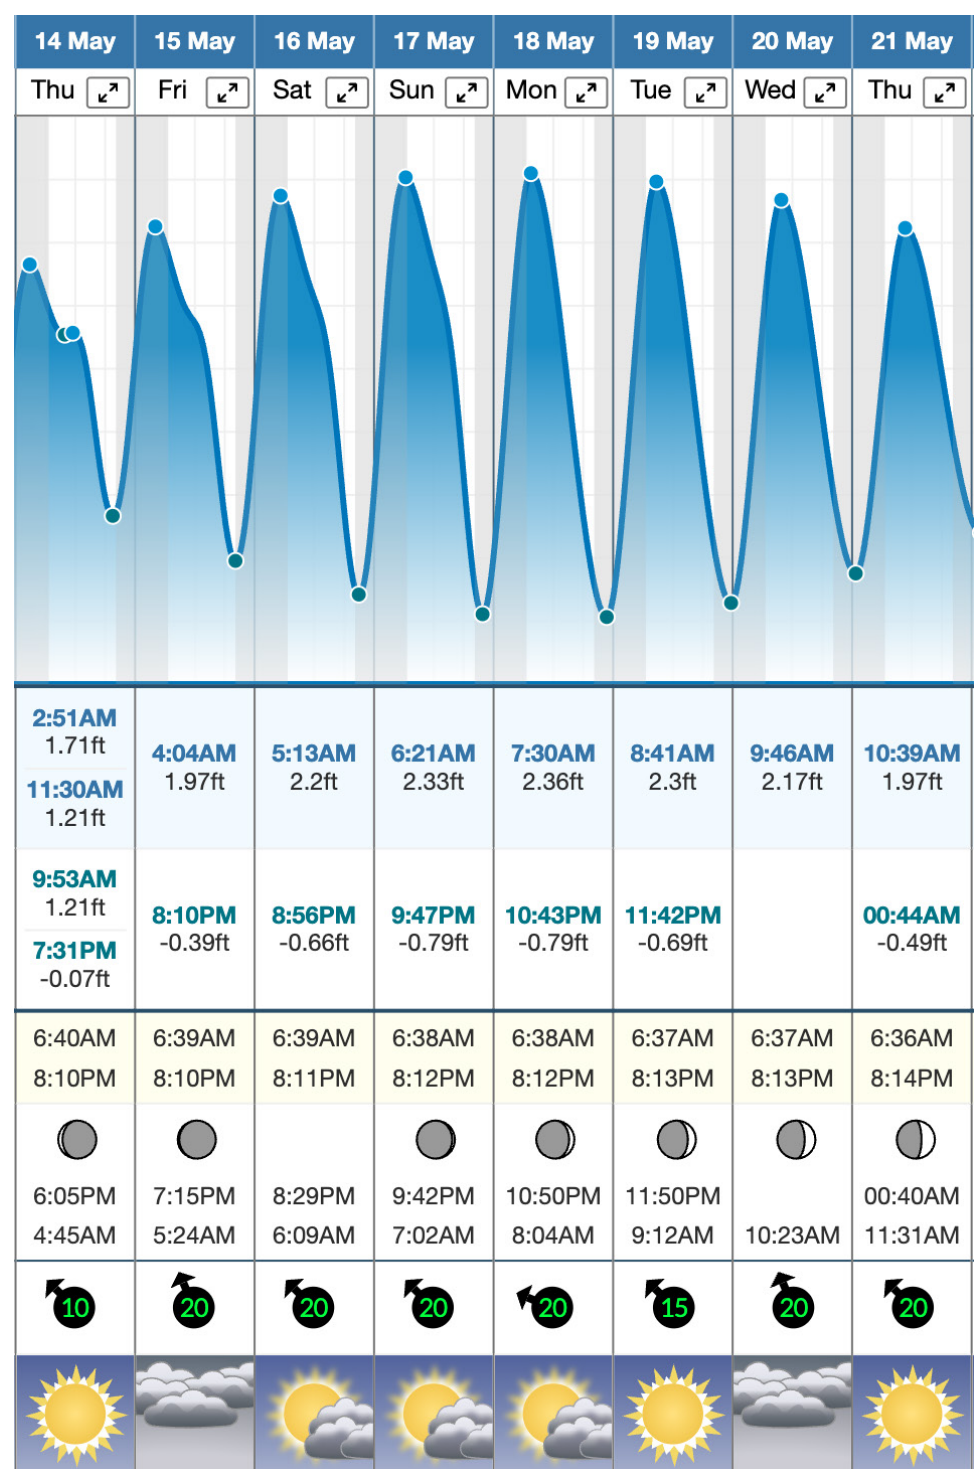 14 May 15 May 16 May 17 May 18 May 19 May 20 May 21 May
Thu Fri Sat Sun Mon Tue Wed Thu
2:51AM
1.71ft
11:30AM
1.21ft
4:04AM 5:13AM 6:21AM 7:30AM 8:41AM 9:46AM 10:39AM
1.97ft 2.2ft 2.33ft 2.36ft 2.3ft 2.17ft 1.97ft
9:53AM
1.21ft
7:31PM
-0.07ft
8:10PM 8:56PM 9:47PM 10:43PM 11:42PM 00:44AM
-0.39ft -0.66ft -0.79ft -0.79ft -0.69ft -0.49ft
6:40AM 6:39AM 6:39AM 6:38AM 6:38AM 6:37AM 6:37AM 6:36AM
8:10PM 8:10PM 8:11PM 8:12PM 8:12PM 8:13PM 8:13PM 8:14PM
6:05PM 7:15PM 8:29PM 9:42PM 10:50PM 11:50PM 00:40AM
4:45AM 5:24AM 6:09AM 7:02AM 8:04AM 9:12AM 10:23AM 11:31AM
10 20 20 20 20 15 20 20